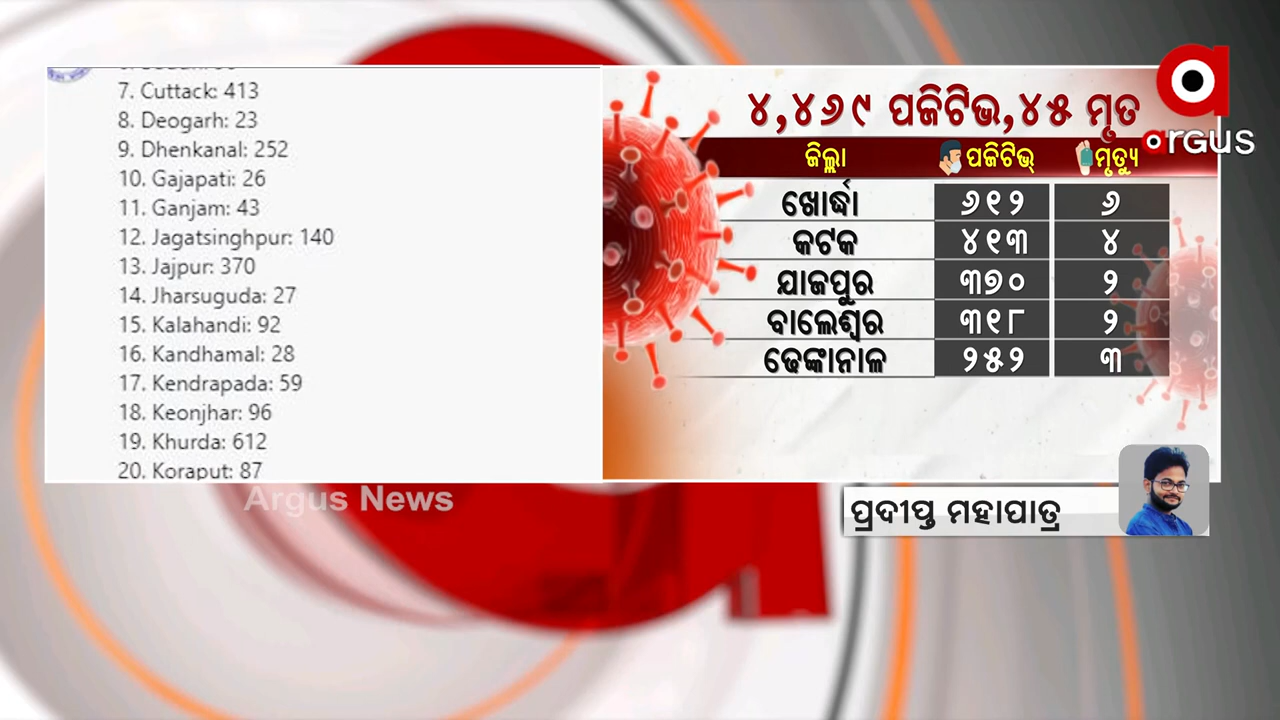 7. Cuttack: 413
8. Deogarh: 23
9. Dhenkanal: 252
10. Gajapati: 26
11. Ganjam: 43
12. Jagatsinghpur: 140
13. Jajpur: 370
14. Jharsuguda: 27
15. Kalahandi: 92
16. Kandhamal: 28
17. Kendrapada: 59
18. Keonjhar: 96
19. Khurda: 612
20. Koraput: 87
Argus News
୪,୪୬୯ ପଜିଟିଭ,୪୫ ମୃତ
ଜିଲ୍ଲା ପଜିଟିଭ୍ ମୃତ୍ୟୁ
ଖୋର୍ଦ୍ଧା ୬୧୨ ୬
କଟକ ୪୧୩ ୪
ଯାଜପୁର ୩୭୦ ୨
ବାଲେଶ୍ୱର ୩୧୮ ୨
ଢେଙ୍କାନାଳ ୨୫୨ ୩
argus
ପ୍ରଦୀପ୍ତ ମହାପାତ୍ର